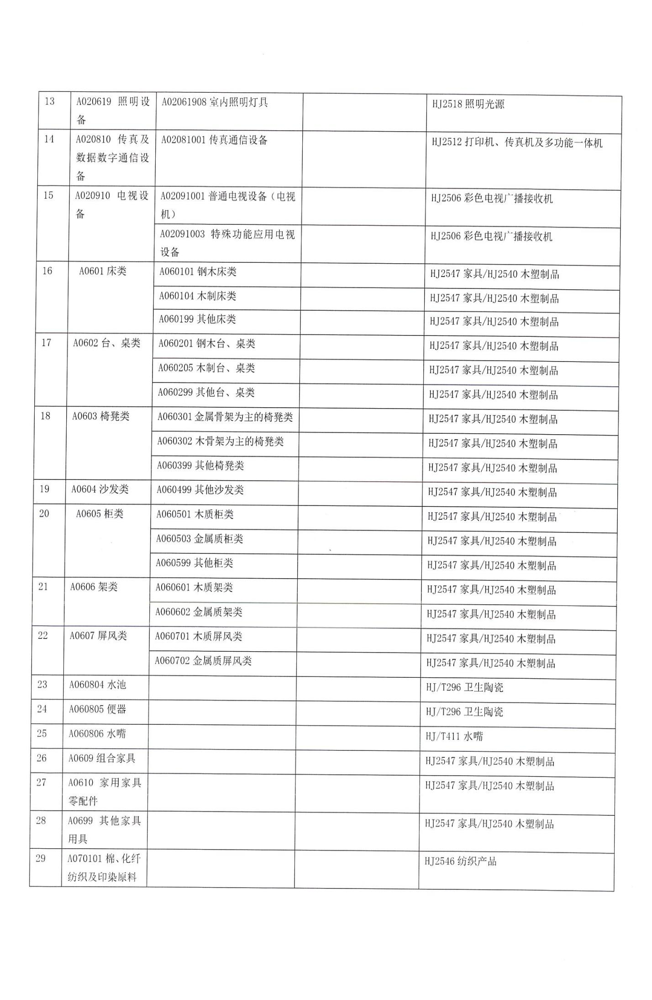 13 A020619 照明设 A02061908 室内照明灯具 HJ2518 照明光源
备
14 A020810 传真及 A02081001 传真通信设备 HJ2512 打印机、传真机及多功能一体机
数据数字通信设
备
15 A020910 电视设 A02091001 普通电视设备（电视 HJ2506 彩色电视广播接收机
备 机）
A02091003 特殊功能应用电视 HJ2506 彩色电视广播接收机
设备
16 A0601 床类 A060101 钢木床类 HJ2547 家具/HJ2540 木塑制品
A060104 木制床类 HJ2547 家具/HJ2540 木塑制品
A060199 其他床类 HJ2547 家具/HJ2540 木塑制品
17 A0602 台、桌类 A060201 钢木台、桌类 HJ2547 家具/HJ2540 木塑制品
A060205 木制台、桌类 HJ2547 家具/HJ2540 木塑制品
A060299 其他台、桌类 HJ2547 家具/HJ2540 木塑制品
18 A0603 椅凳类 A060301 金属骨架为主的椅凳类 HJ2547 家具/HJ2540 木塑制品
A060302 木骨架为主的椅凳类 HJ2547 家具/HJ2540 木塑制品
A060399 其他椅凳类 HJ2547 家具/HJ2540 木塑制品
19 A0604 沙发类 A060499 其他沙发类 HJ2547 家具/HJ2540 木塑制品
20 A0605 柜类 A060501 木质柜类 HJ2547 家具/HJ2540 木塑制品
A060503 金属质柜类 HJ2547 家具/HJ2540 木塑制品
A060599 其他柜类 HJ2547 家具/HJ2540 木塑制品
21 A0606 架类 A060601 木质架类 HJ2547 家具/HJ2540 木塑制品
A060602 金属质架类 HJ2547 家具/HJ2540 木塑制品
22 A0607 屏风类 A060701 木质屏风类 HJ2547 家具/HJ2540 木塑制品
A060702 金属质屏风类 HJ2547 家具/HJ2540 木塑制品
23 A060804 水池 HJ/T296 卫生陶瓷
24 A060805 便器 HJ/T296 卫生陶瓷
25 A060806 水嘴 HJ/T411 水嘴
26 A0609 组合家具 HJ2547 家具/HJ2540 木塑制品
27 A0610 家用家具 HJ2547 家具/HJ2540 木塑制品
零配件
28 A0699 其他家具 HJ2547 家具/HJ2540 木塑制品
用具
29 A070101 棉、化纤 HJ2546 纺织产品
纺织及印染原料